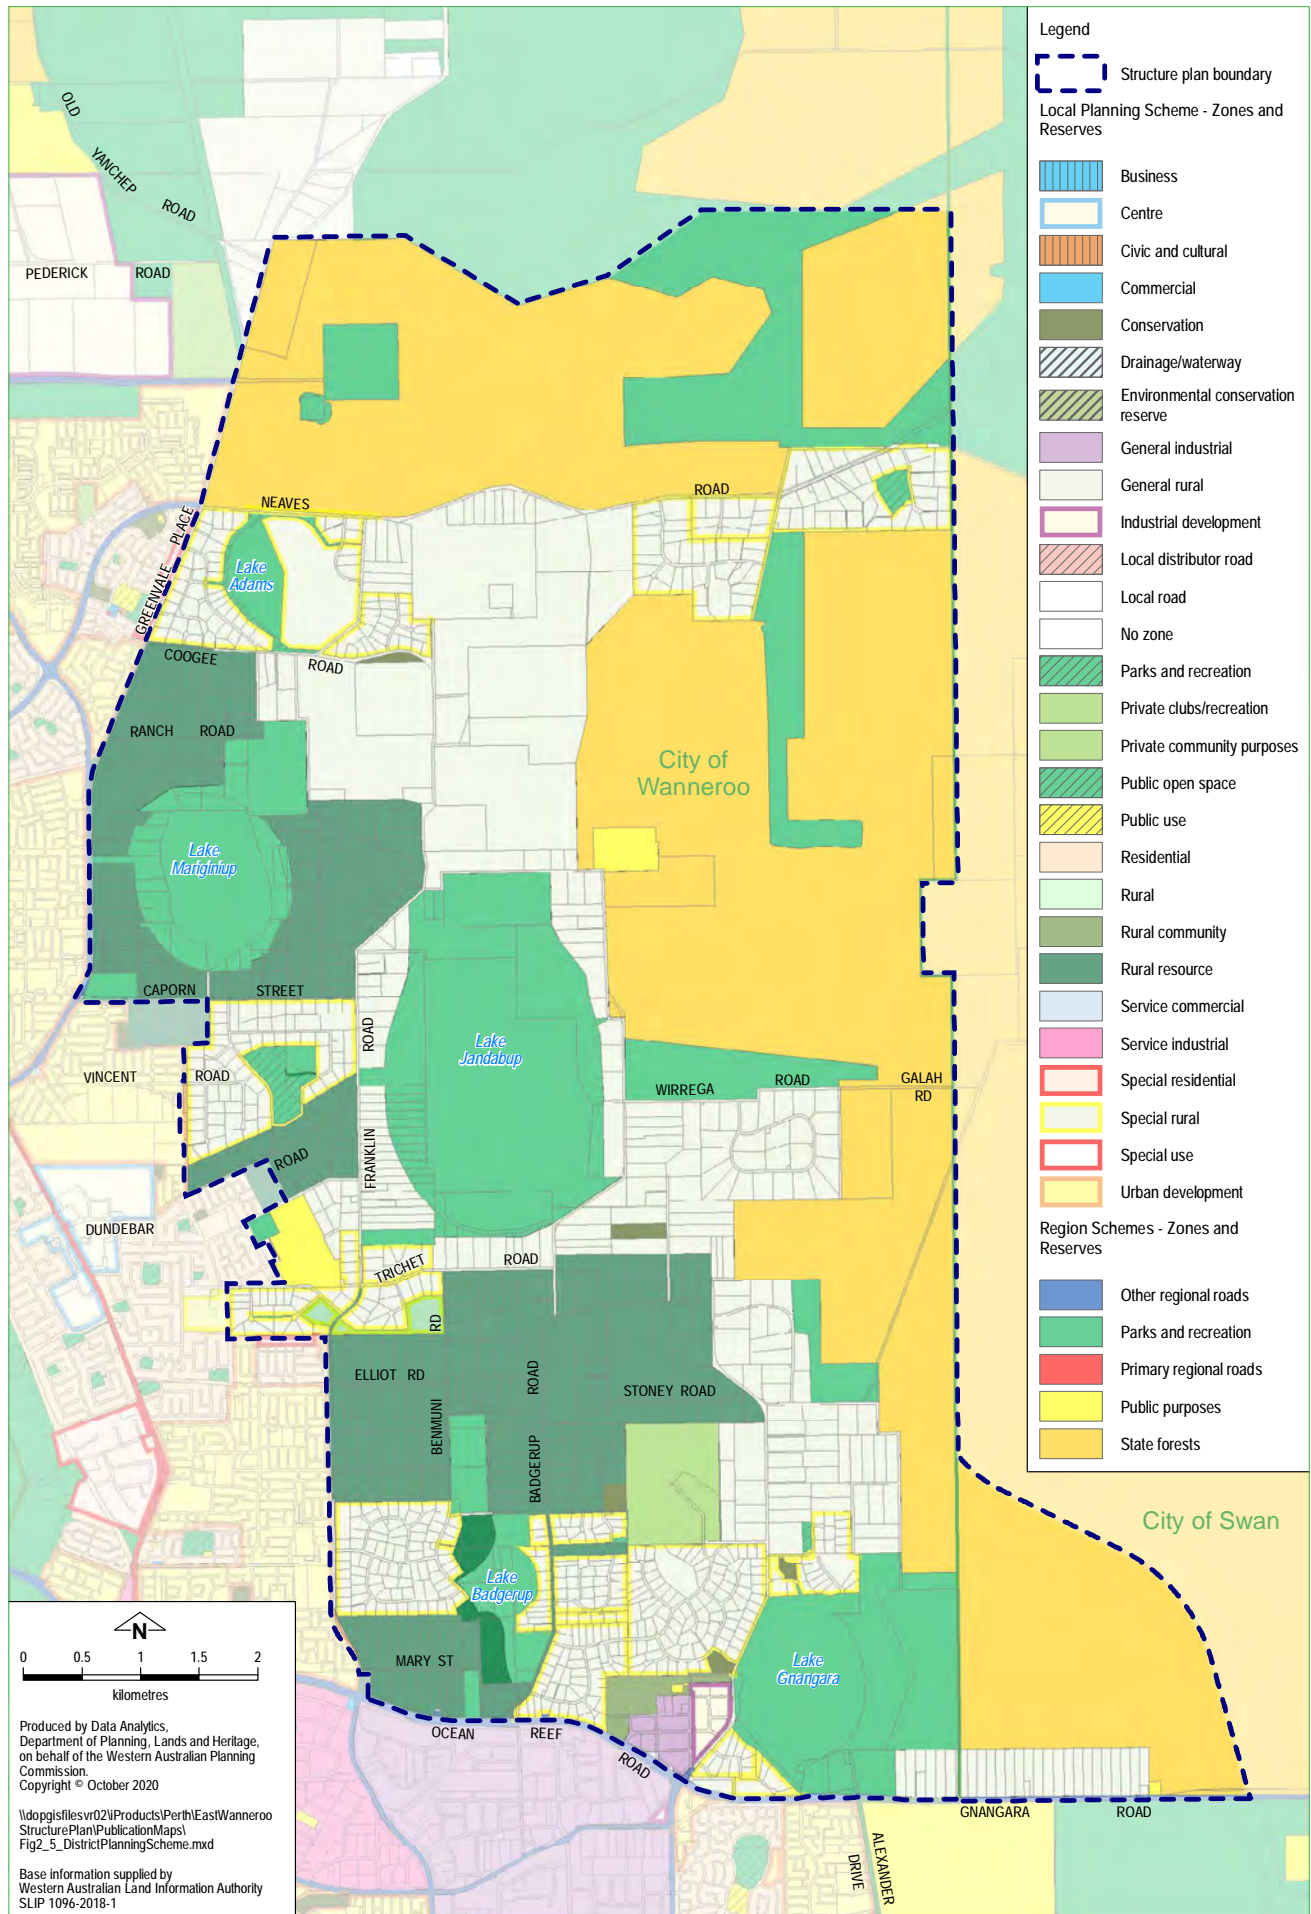 OLD
YANCHEP
ROAD
PEDERICK
ROAD
NEAVES
ROAD
GREENVALE PLACE
Lake
Adams
COOGEE
ROAD
RANCH ROAD
City of
Wanneroo
Lake
Mariginiup
CAPORN
STREET
ROAD
Lake
Jandabup
VINCENT
ROAD
WIRREGA
ROAD
GALAH
RD
FRANKLIN
ROAD
DUNDEBAR
TRICHET
ROAD
RD
ELLIOT RD
BENMUNI
ROAD
BADGERUP
STONEY ROAD
City of Swan
Lake
Badgerup
MARY ST
Lake
Gnangara
OCEAN
REEF
ROAD
GNANGARA
ROAD
ALEXANDER
DRIVE
Legend
Structure plan boundary
Local Planning Scheme - Zones and
Reserves
Business
Centre
Civic and cultural
Commercial
Conservation
Drainage/waterway
Environmental conservation
reserve
General industrial
General rural
Industrial development
Local distributor road
Local road
No zone
Parks and recreation
Private clubs/recreation
Private community purposes
Public open space
Public use
Residential
Rural
Rural community
Rural resource
Service commercial
Service industrial
Special residential
Special rural
Special use
Urban development
Region Schemes - Zones and
Reserves
Other regional roads
Parks and recreation
Primary regional roads
Public purposes
State forests
N
0 0.5 1 1.5 2
kilometres
Produced by Data Analytics,
Department of Planning, Lands and Heritage,
on behalf of the Western Australian Planning
Commission.
Copyright © October 2020
\\dopgisfilesvr02\iProducts\Perth\EastWanneroo
StructurePlan\PublicationMaps\
Fig2_5_DistrictPlanningScheme.mxd
Base information supplied by
Western Australian Land Information Authority
SLIP 1096-2018-1